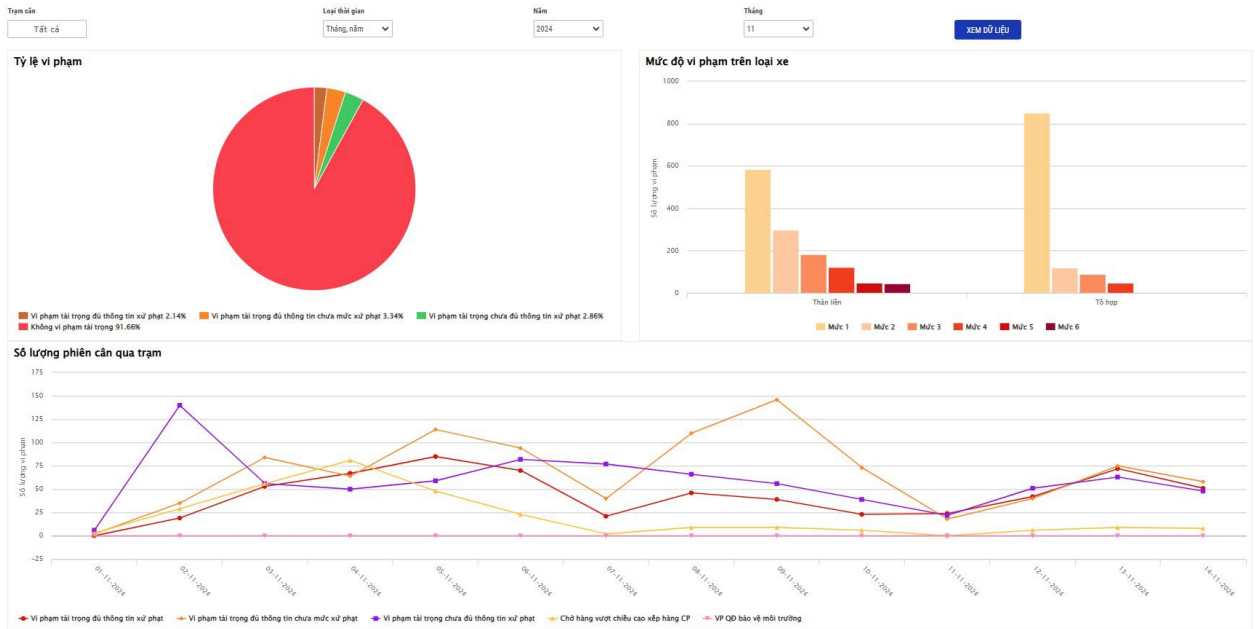 Trạm cân
Loại thời gian
Năm
Tháng
Tất cả
Tháng, năm
2024
11
XEM DỮ LIỆU
Tỷ lệ vi phạm
Vi phạm tải trọng đủ thông tin xử phạt 2.14%
Vi phạm tải trọng đủ thông tin chưa mức xử phạt 3.34%
Vi phạm tải trọng chưa đủ thông tin xử phạt 2.86%
Không vi phạm tải trọng 91.66%
Mức độ vi phạm trên loại xe
1000
800
600
400
200
0
Số lượng vi phạm
Thân liền
Tổ hợp
Mức 1
Mức 2
Mức 3
Mức 4
Mức 5
Mức 6
Số lượng phiên cân qua trạm
175
150
125
100
75
50
25
0
-25
Số lượng vi phạm
01-11-2024
02-11-2024
03-11-2024
04-11-2024
05-11-2024
06-11-2024
07-11-2024
08-11-2024
09-11-2024
10-11-2024
11-11-2024
12-11-2024
13-11-2024
14-11-2024
Vi phạm tải trọng đủ thông tin xử phạt
Vi phạm tải trọng đủ thông tin chưa mức xử phạt
Vi phạm tải trọng chưa đủ thông tin xử phạt
Chở hàng vượt chiều cao xếp hàng CP
VP QĐ bảo vệ môi trường